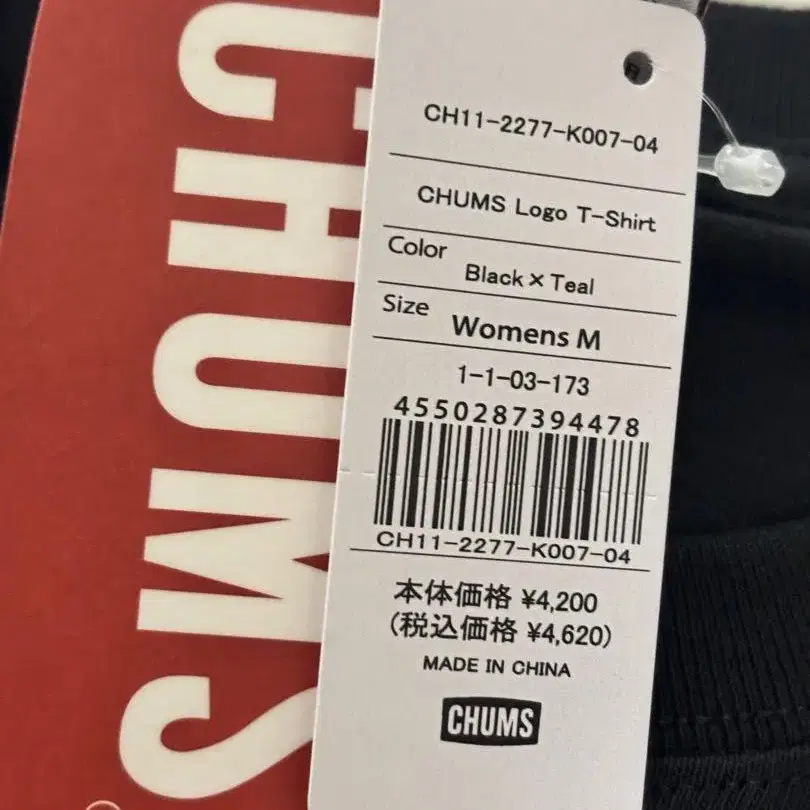 CHUMS
CH11-2277-K007-04
CHUMS Logo T-Shirt
Color
Black×Teal
Size
Womens M
1-1-03-173
4550287394478
CH11-2277-K007-04
本体価格 ¥4,200
(税込価格 ¥4,620)
MADE IN CHINA
CHUMS